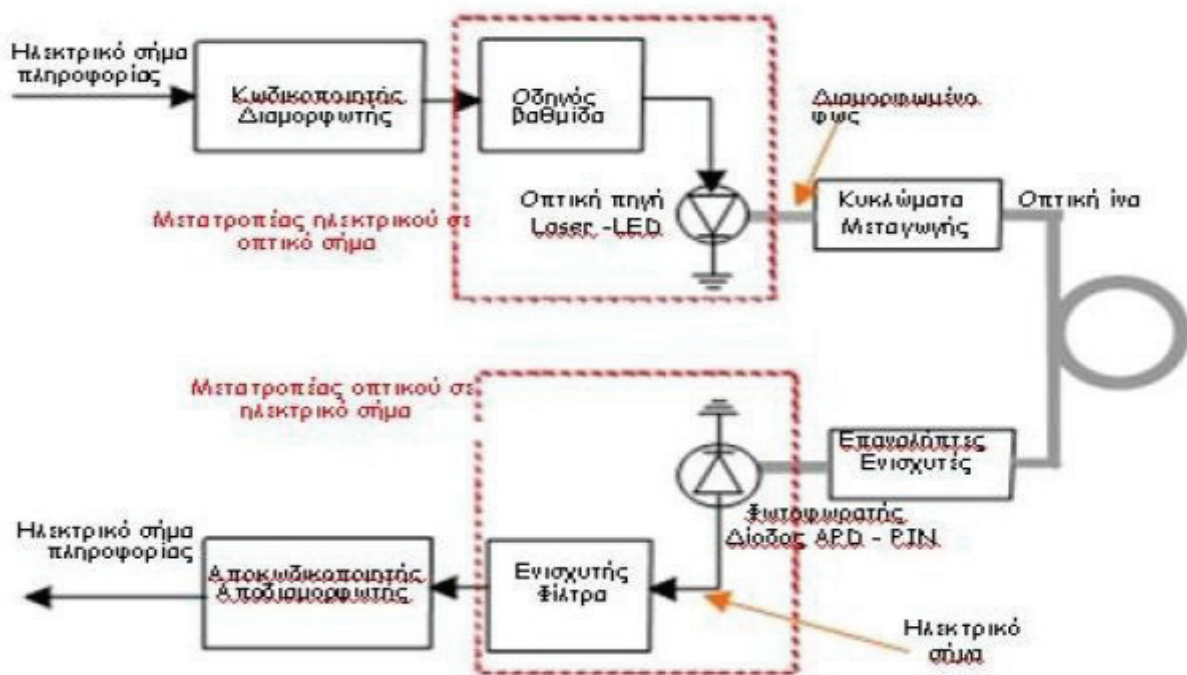 Ηλεκτρικό σήμα
πληροφορίας
Κωδικοποιητής
Διαμορφωτής
Οδηγός
βαθμίδα
Διαμορφωμένο
φως
Μετατροπέας ηλεκτρικού σε
οπτικό σήμα
Οπτική πηγή
Laser -LED
Κυκλώματα
Μεταγωγής
Οπτική ίνα
Μετατροπέας οπτικού σε
ηλεκτρικό σήμα
Επαναλήπτες
Ενισχυτές
Φωτοφωρατής
Δίοδος APD - PIN
Ηλεκτρικό σήμα
πληροφορίας
Αποκωδικοποιητής
Αποδιαμορφωτής
Ενισχυτής
Φίλτρα
Ηλεκτρικό
σήμα